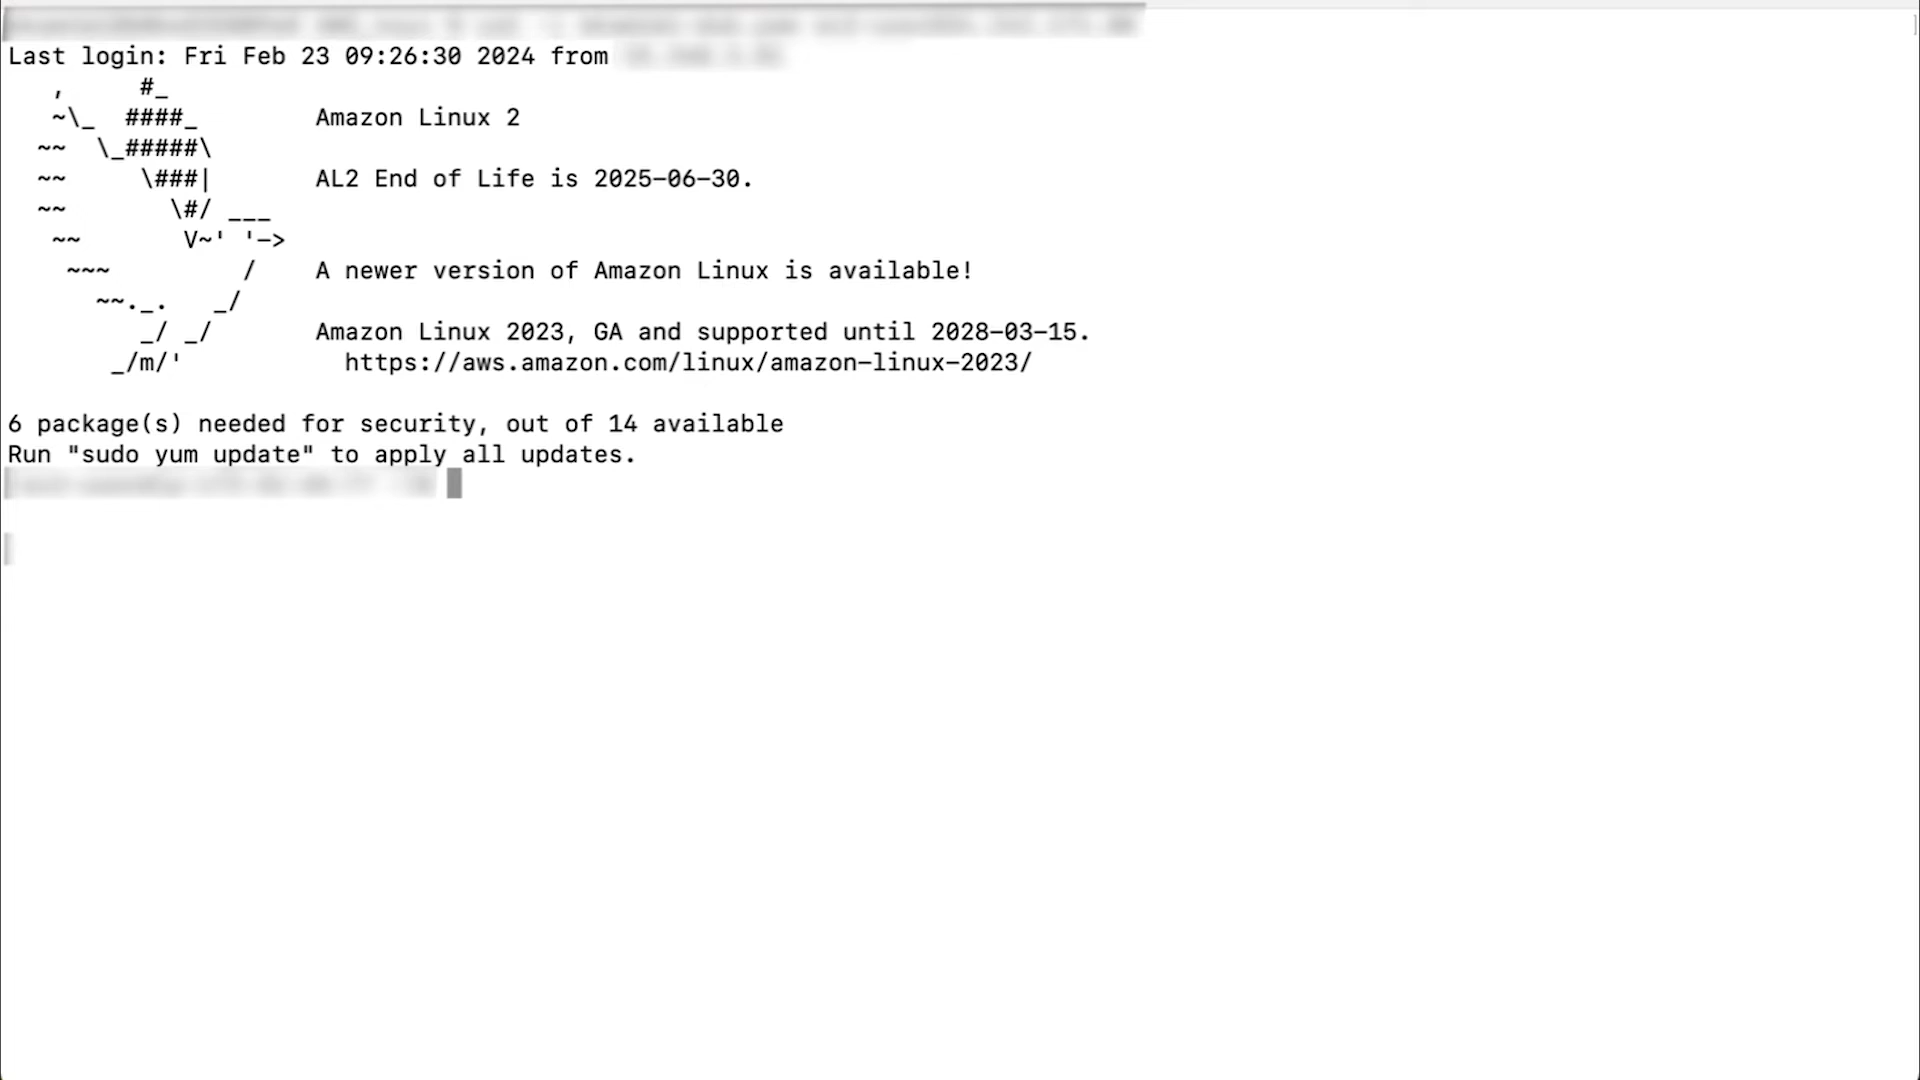 Last login: Fri Feb 23 09:26:30 2024 from
   ,     #_
   ~\_  ####_        Amazon Linux 2
  ~~  \_#####\
  ~~     \###|       AL2 End of Life is 2025-06-30.
  ~~       \#/ ___
   ~~       V~' '->
    ~~~         /    A newer version of Amazon Linux is available!
      ~~._.   _/
         _/ _/       Amazon Linux 2023, GA and supported until 2028-03-15.
       _/m/'           https://aws.amazon.com/linux/amazon-linux-2023/
6 package(s) needed for security, out of 14 available
Run "sudo yum update" to apply all updates.